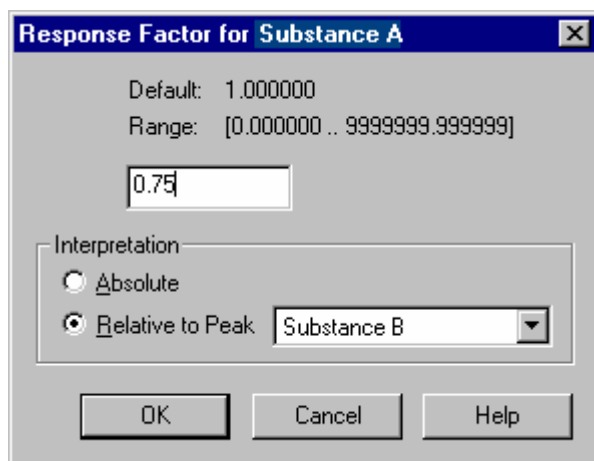 Response Factor for Substance A
Default: 1.000000
Range: [0.000000 .. 9999999.999999]
0.75
Interpretation
Absolute
Relative to Peak Substance B
OK Cancel Help